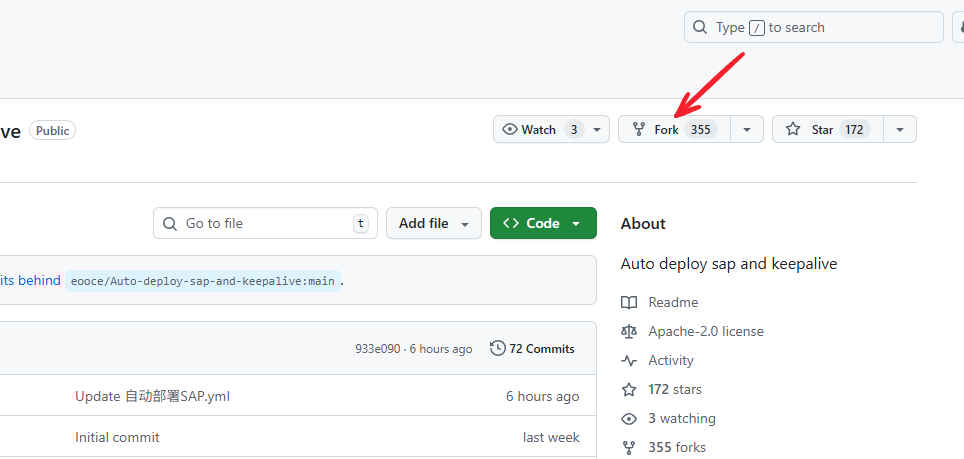 Type / to search
ve Public Watch 3 Fork 355 Star 172
Go to file t Add file Code About
Auto deploy sap and keepalive
its behind eooce/Auto-deploy-sap-and-keepalive:main.
Readme
Apache-2.0 license
933e090 · 6 hours ago 72 Commits
Activity
Update 自动部署SAP.yml 6 hours ago
172 stars
3 watching
Initial commit last week
355 forks